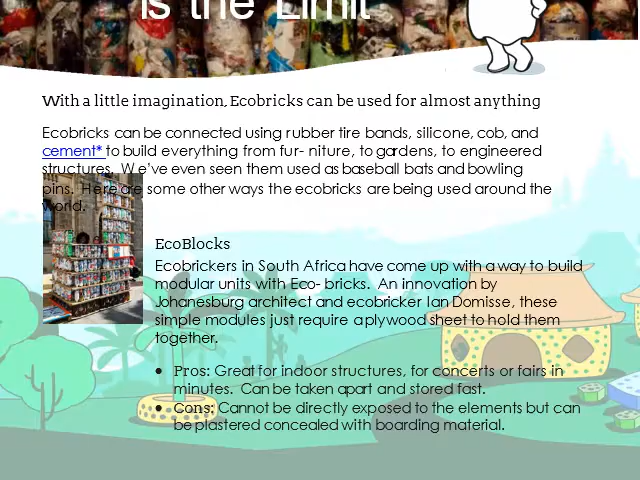 is the Limit
With a little imagination, Ecobricks can be used for almost anything
Ecobricks can be connected using rubber tire bands, silicone, cob, and
cement* to build everything from fur- niture, to gardens, to engineered
structures. We've even seen them used as baseball bats and bowling
pins. Here are some other ways the ecobricks are being used around the
world.
EcoBlocks
Ecobrickers in South Africa have come up with a way to build
modular units with Eco- bricks. An innovation by
Johanesburg architect and ecobricker Ian Domisse, these
simple modules just require a plywood sheet to hold them
together.
• Pros: Great for indoor structures, for concerts or fairs in
minutes. Can be taken apart and stored fast.
• Cons: Cannot be directly exposed to the elements but can
be plastered concealed with boarding material.